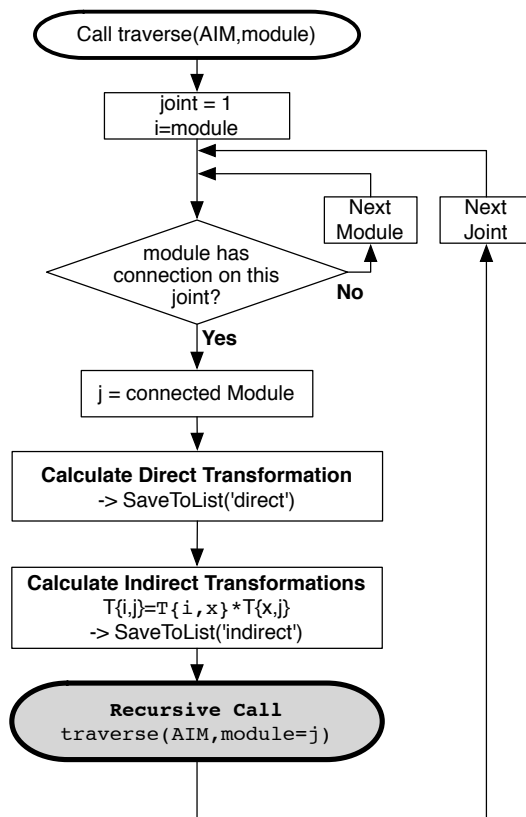 Call traverse(AIM,module)
joint = 1
i=module
Next
Module
Next
Joint
module has
connection on this
joint?
No
Yes
j = connected Module
Calculate Direct Transformation
-> SaveToList('direct')
Calculate Indirect Transformations
T{i,j}=T{i,x}*T{x,j}
-> SaveToList('indirect')
Recursive Call
traverse(AIM,module=j)